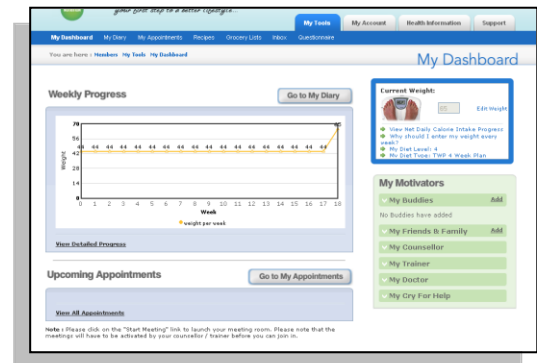 your first step to a better lifestyle...
My Tools My Account Health Information Support
My Dashboard My Diary My Appointments Recipes Grocery Lists Inbox Questionnaire
You are here : Members My Tools My Dashboard
My Dashboard
Weekly Progress
Go to My Diary
70
56
42
28
14
0
Weight
44 44 44 44 44 44 44 44 44 44 44 44 44 44 44 44 44 65
0 1 2 3 4 5 6 7 8 9 10 11 12 13 14 15 16 17 18
Week
weight per week
View Detailed Progress
Upcoming Appointments
Go to My Appointments
View All Appointments
Note : Please click on the "Start Meeting" link to launch your meeting room. Please note that the
meetings will have to be activated by your counsellor / trainer before you can join in.
Current Weight:
65
Edit Weight
View Net Daily Calorie Intake Progress
Why should I enter my weight every
week?
My Diet Level: 4
My Diet Type: TWP 4 Week Plan
My Motivators
My Buddies Add
No Buddies have added
My Friends & Family Add
My Counsellor
My Trainer
My Doctor
My Cry For Help